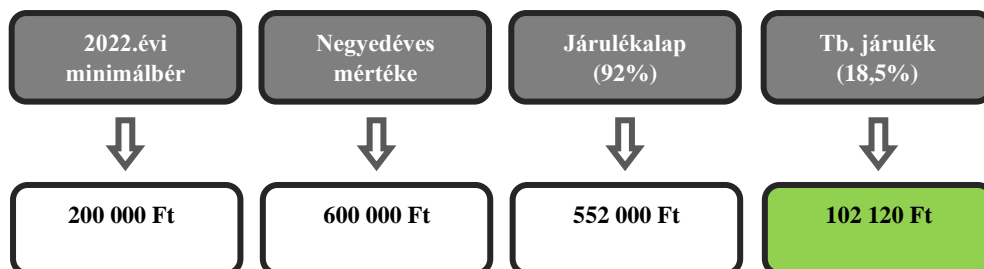 2022.évi
minimálbér
Negyedéves
mértéke
Járulékalap
(92%)
Tb. járulék
(18,5%)
200 000 Ft
600 000 Ft
552 000 Ft
102 120 Ft